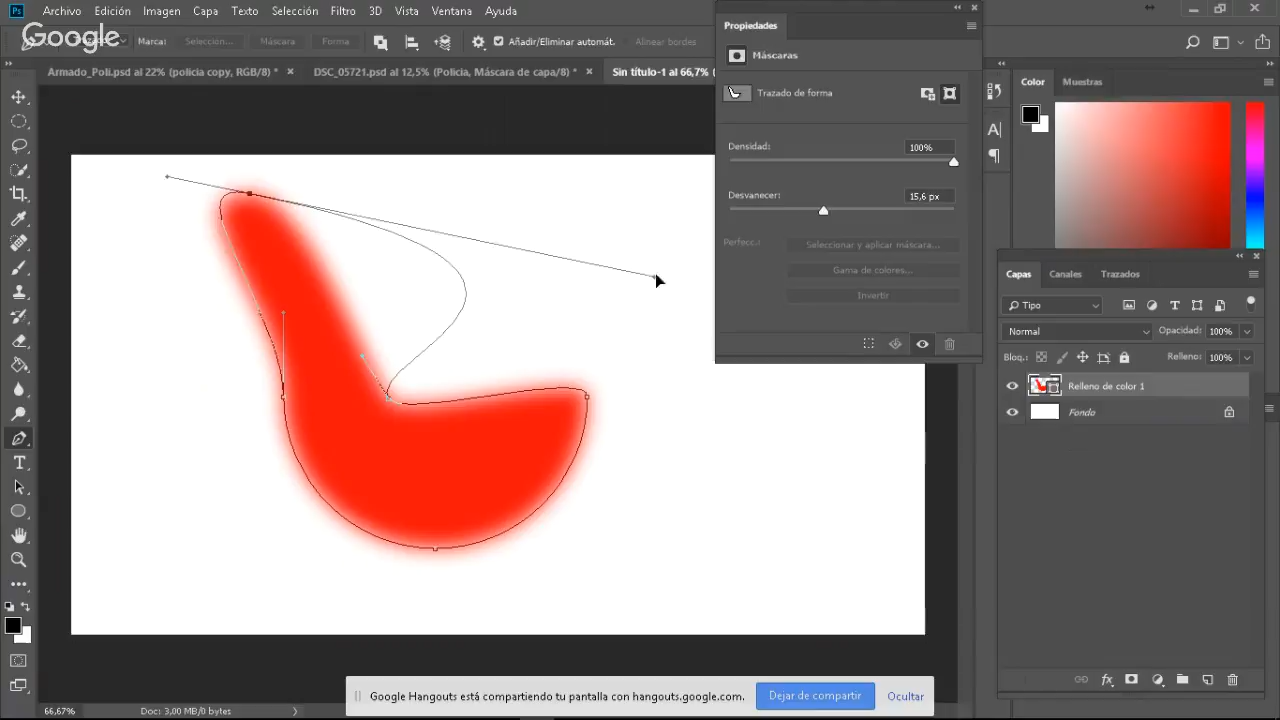 Ps Archivo Edición Imagen Capa Texto Selección Filtro 3D Vista Ventana Ayuda
Google
Marca: Selección... Máscara Forma Añadir/Eliminar automát. Alinear bordes
Armado_Poli.psd al 22% (policia copy, RGB/8) * × DSC_05721.psd al 12,5% (Policia, Máscara de capa/8) * × Sin título-1 al 66,7% (
Propiedades
Máscaras
Trazado de forma
Densidad: 100%
Desvanecer: 15,6 px
Perfecc.: Seleccionar y aplicar máscara...
Gama de colores...
Invertir
Color Muestras
Capas Canales Trazados
Tipo
Normal Opacidad: 100%
Bloq.: Relleno: 100%
Relleno de color 1
Fondo
fx
Google Hangouts está compartiendo tu pantalla con hangouts.google.com. Dejar de compartir Ocultar
66,67% Doc: 3,00 MB/0 bytes